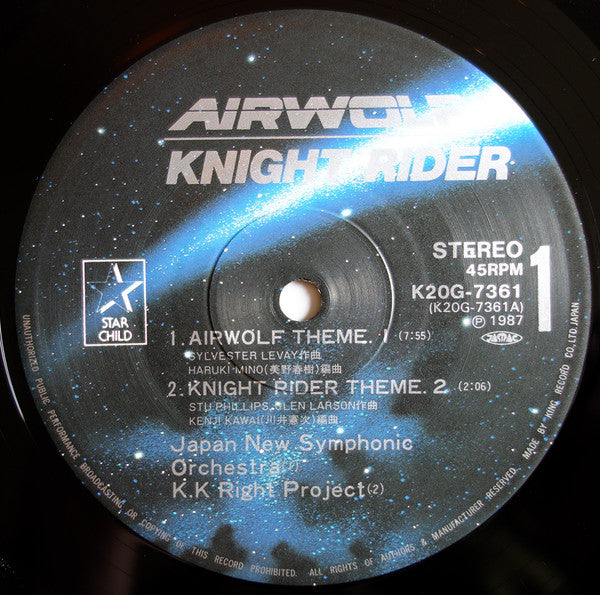 AIRWOLF
KNIGHT RIDER
STEREO
45RPM
1
K20G-7361
(K20G-7361A)
Ⓟ 1987
JASRAC
STAR
CHILD
1. AIRWOLF THEME. 1 (7:55)
SYLVESTER LEVAY作曲
HARUKI MINO(美野春樹)編曲
2. KNIGHT RIDER THEME. 2 (2:06)
STU PHILLIPS, GLEN LARSON作曲
KENJI KAWAI(川井憲次)編曲
Japan New Symphonic
Orchestra(1)
K.K Right Project(2)
UNAUTHORIZED PUBLIC PERFORMANCE BROADCASTING OR COPYING OF THIS RECORD PROHIBITED. ALL RIGHTS OF AUTHORS & MANUFACTURER RESERVED. MADE BY KING RECORD CO., LTD. JAPAN